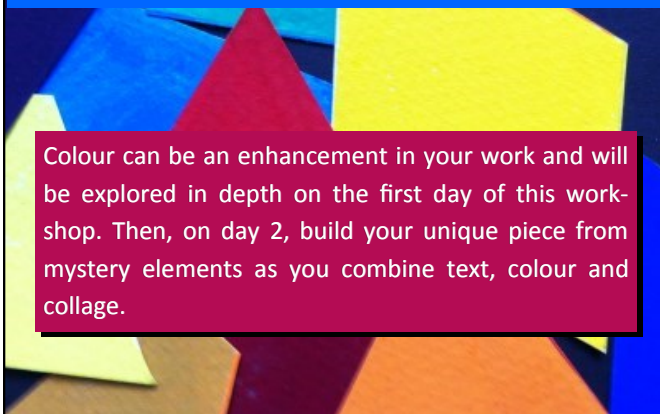 Colour can be an enhancement in your work and will
be explored in depth on the first day of this work-
shop. Then, on day 2, build your unique piece from
mystery elements as you combine text, colour and
collage.